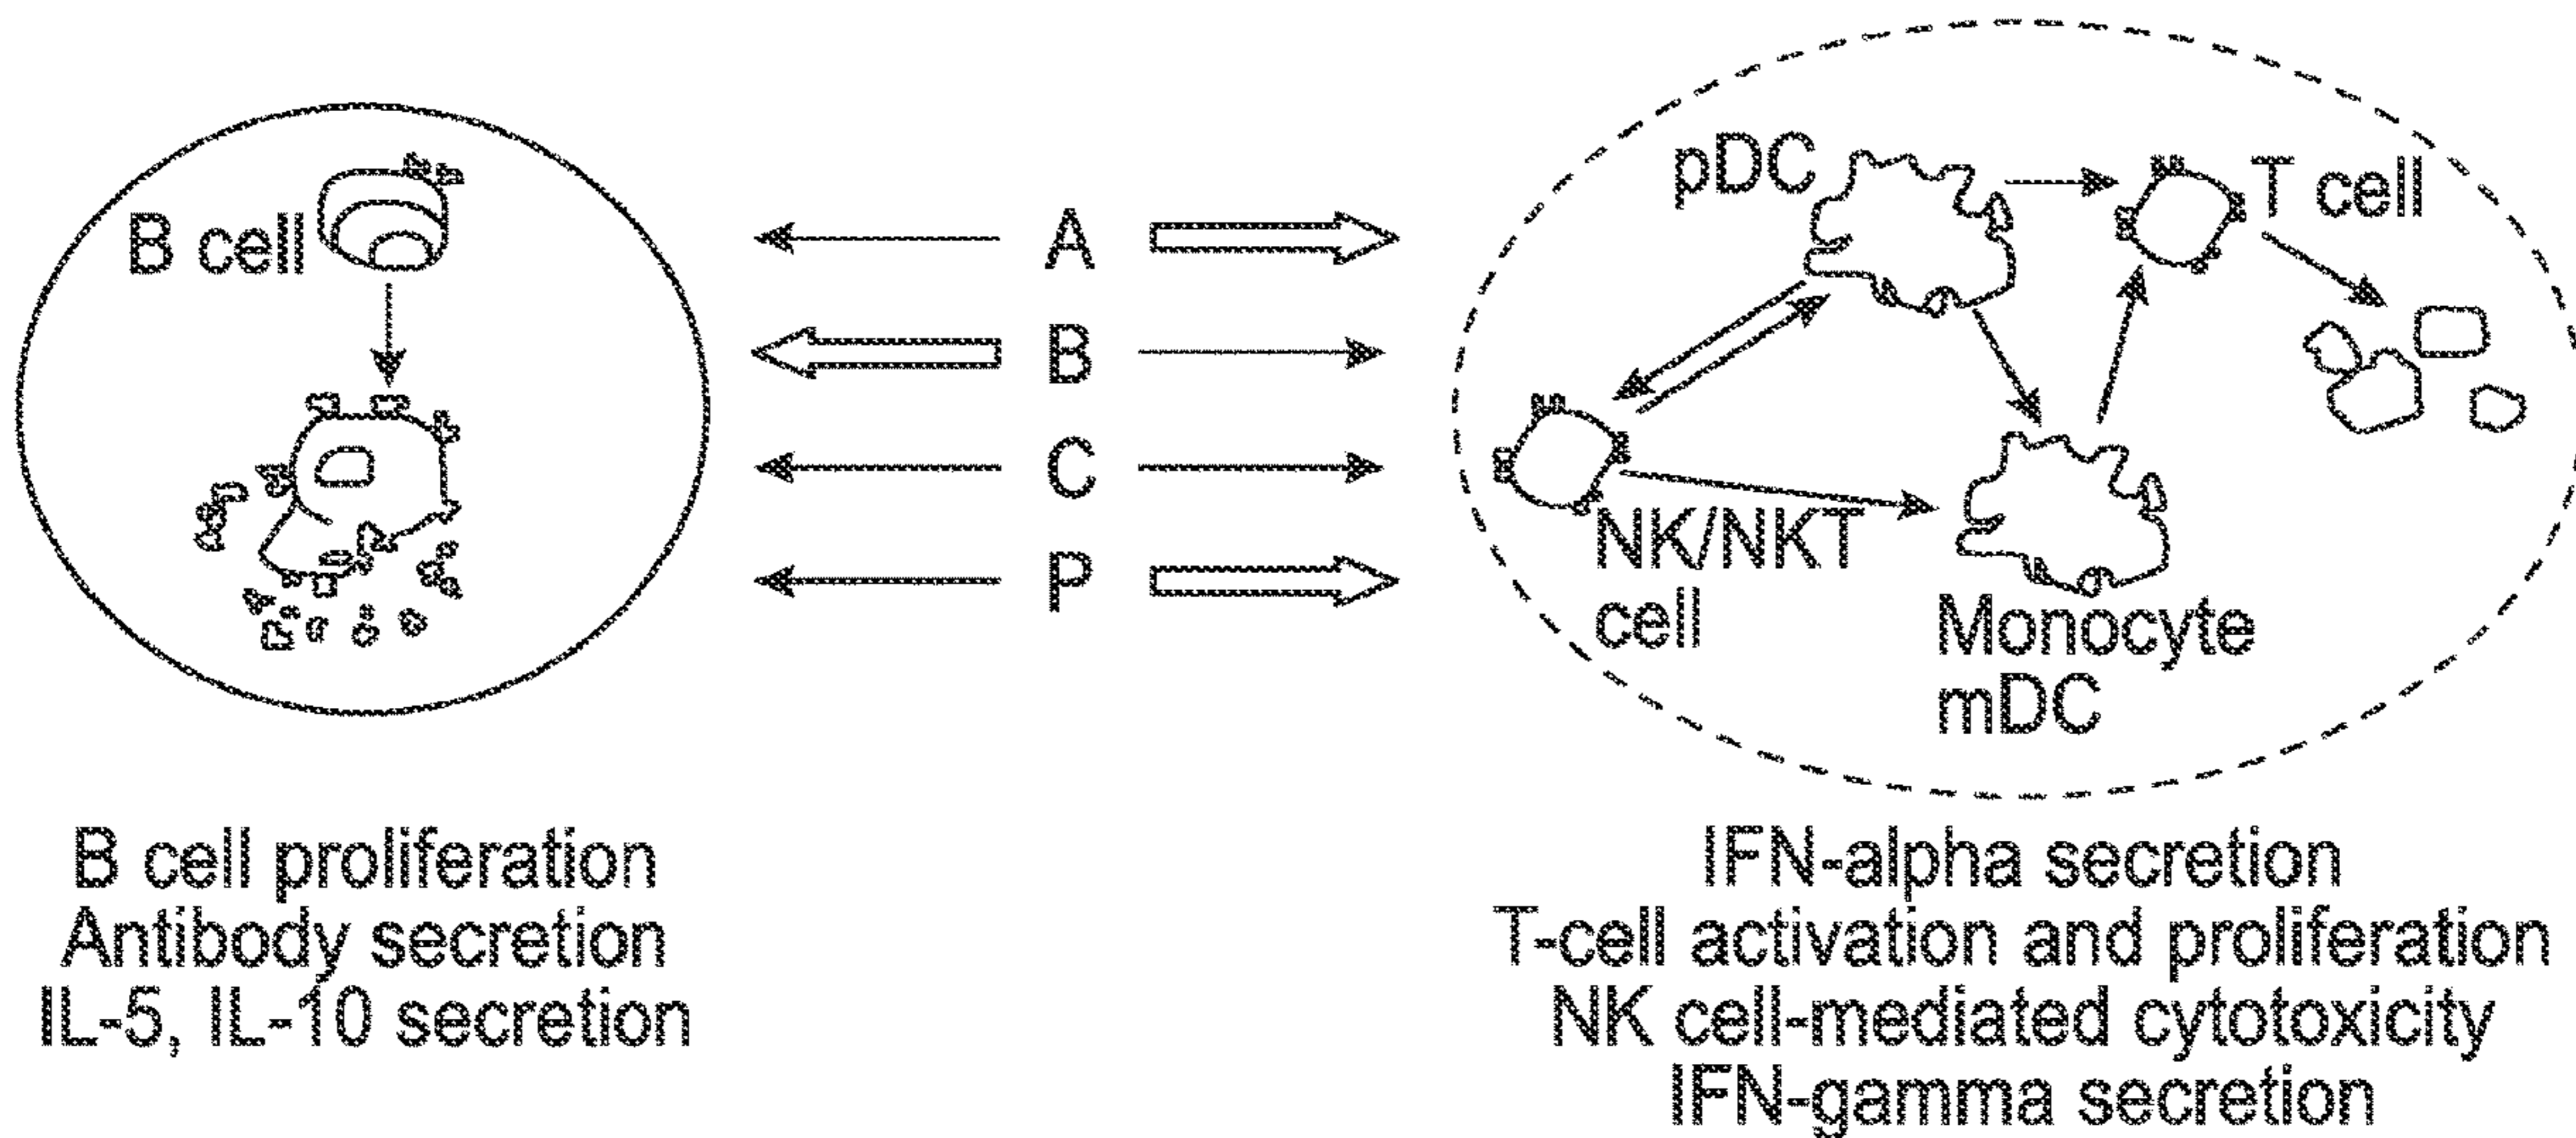 B cell
A
B
C
P
pDC
T cell
NK/NKT
cell
Monocyte
mDC
B cell proliferation
Antibody secretion
IL-5, IL-10 secretion
IFN-alpha secretion
T-cell activation and proliferation
NK cell-mediated cytotoxicity
IFN-gamma secretion